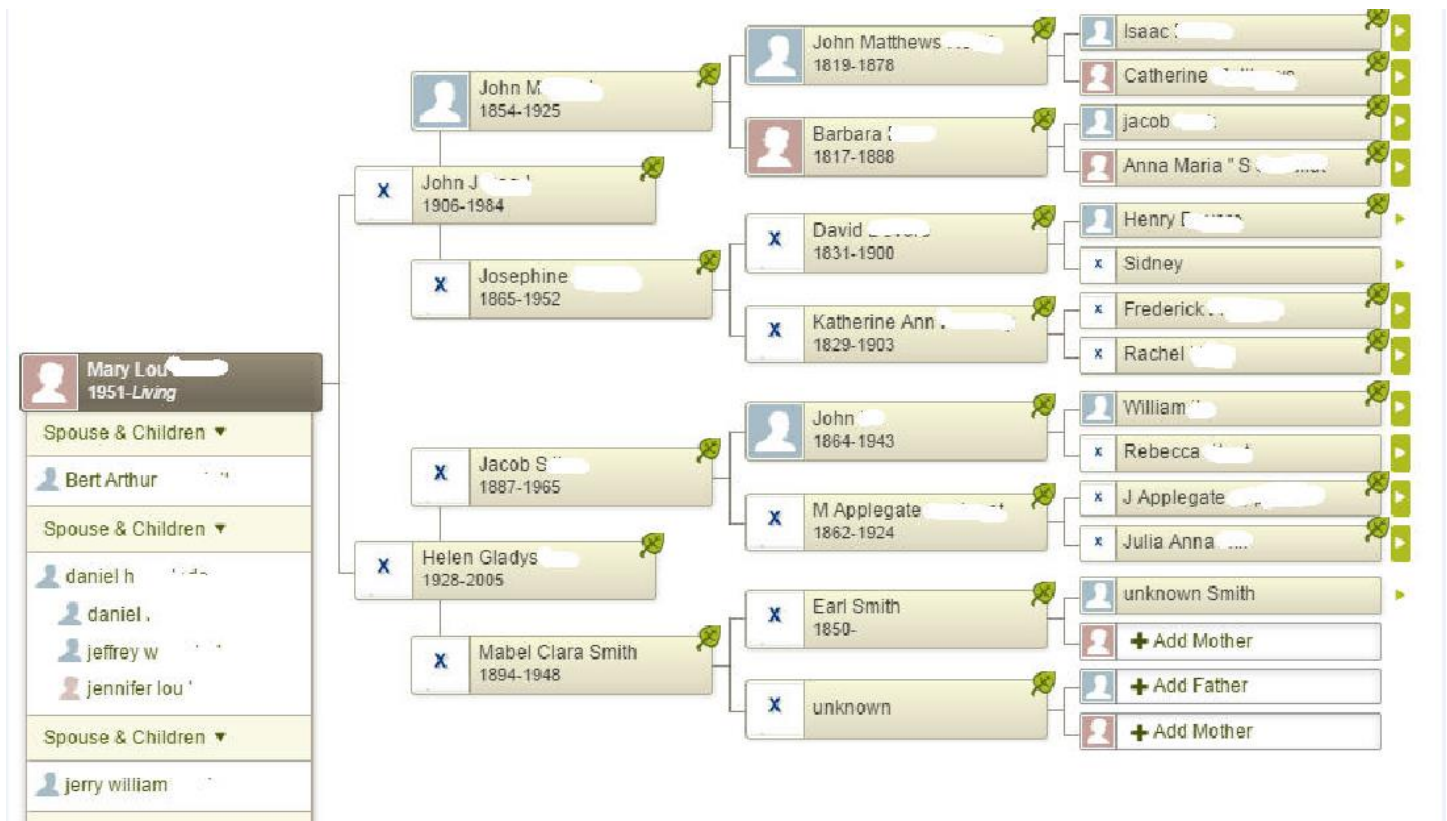 Mary Lou
1951-Living
Spouse & Children
Bert Arthur
Spouse & Children
daniel h
daniel
jeffrey w
jennifer lou
Spouse & Children
jerry william
X
John J
1906-1984
X
Helen Gladys
1928-2005
John M
1854-1925
X
Josephine
1865-1952
X
Jacob S
1887-1965
X
Mabel Clara Smith
1894-1948
John Matthews
1819-1878
Barbara
1817-1888
X
David
1831-1900
X
Katherine Ann
1829-1903
John
1864-1943
X
M Applegate
1862-1924
X
Earl Smith
1850-
X
unknown
Isaac
Catherine
jacob
Anna Maria " S
Henry
X
Sidney
X
Frederick
X
Rachel
William
X
Rebecca
X
J Applegate
X
Julia Anna
unknown Smith
+ Add Mother
+ Add Father
+ Add Mother